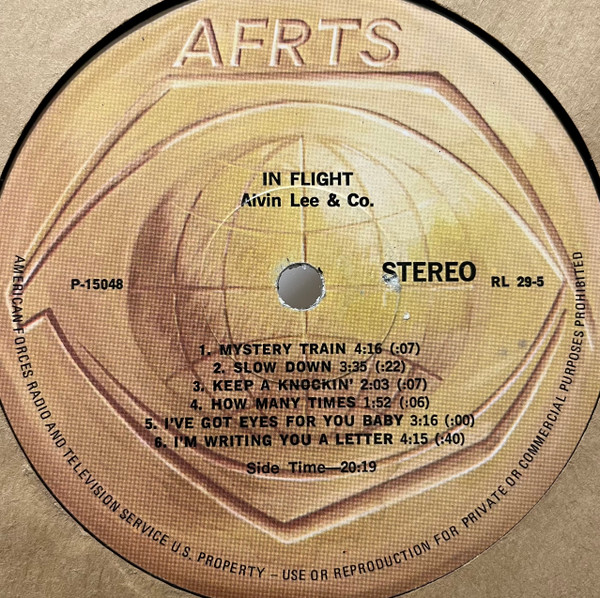 AFRTS
IN FLIGHT
Alvin Lee & Co.
P-15048
STEREO
RL 29-5
1. MYSTERY TRAIN 4:16 (:07)
2. SLOW DOWN 3:35 (:22)
3. KEEP A KNOCKIN' 2:03 (:07)
4. HOW MANY TIMES 1:52 (:06)
5. I'VE GOT EYES FOR YOU BABY 3:16 (:00)
6. I'M WRITING YOU A LETTER 4:15 (:40)
Side Time—20:19
AMERICAN FORCES RADIO AND TELEVISION SERVICE U.S. PROPERTY – USE OR REPRODUCTION FOR PRIVATE OR COMMERCIAL PURPOSES PROHIBITED